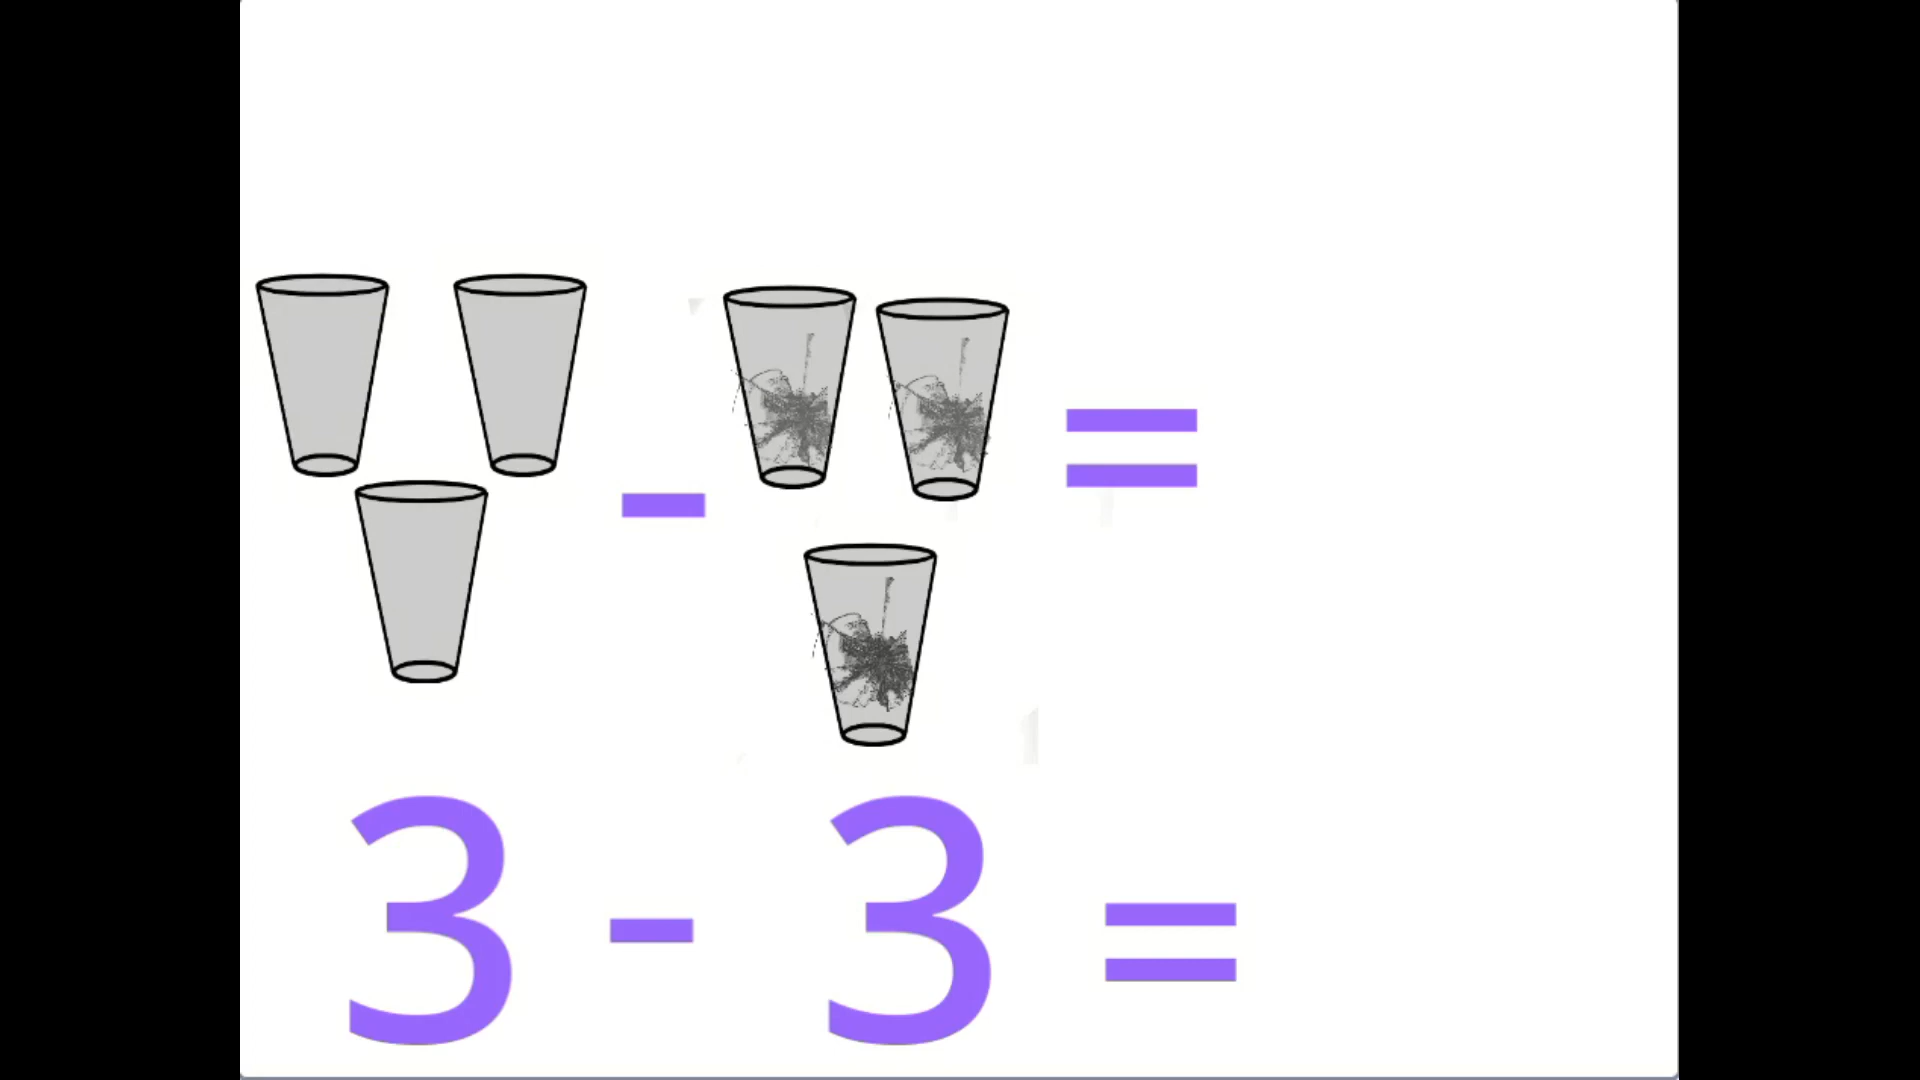 - =
3 - 3 =